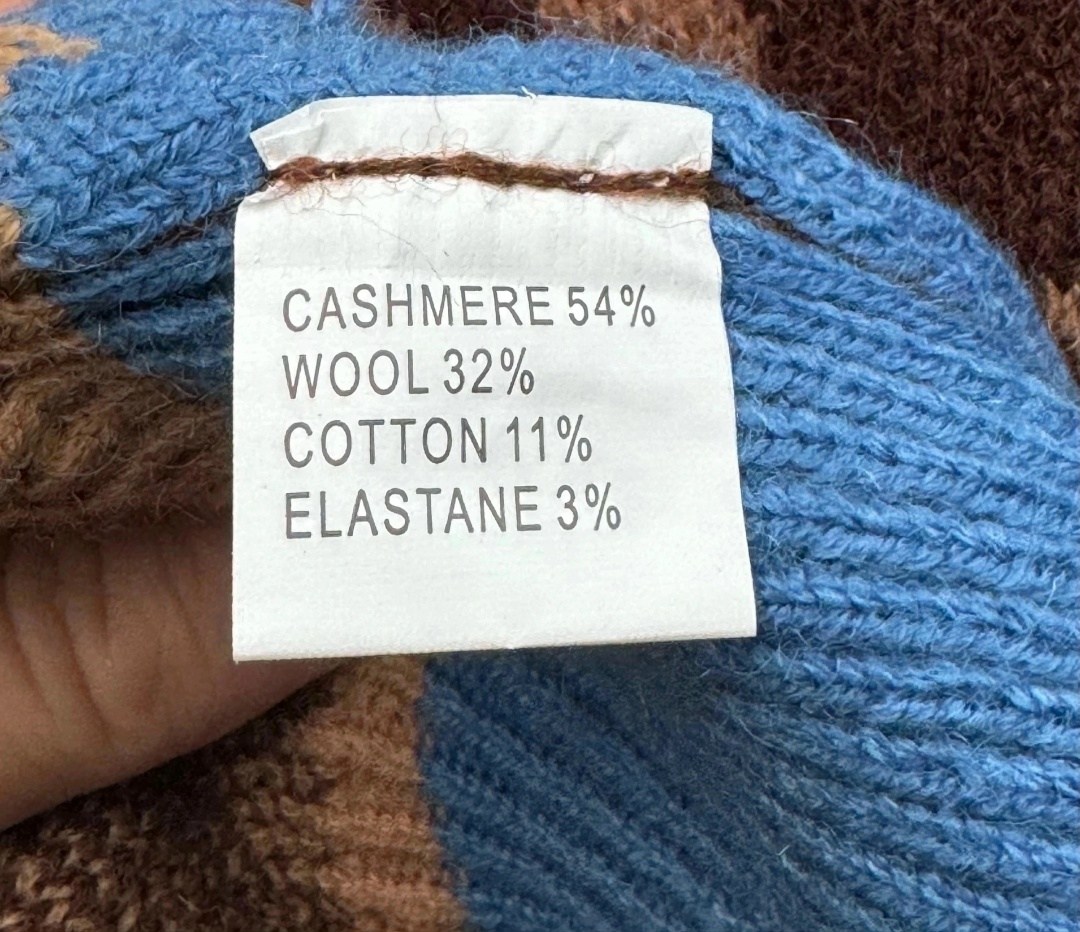 CASHMERE 54%
WOOL 32%
COTTON 11%
ELASTANE 3%